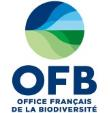 OFB
OFFICE FRANÇAIS
DE LA BIODIVERSITÉ